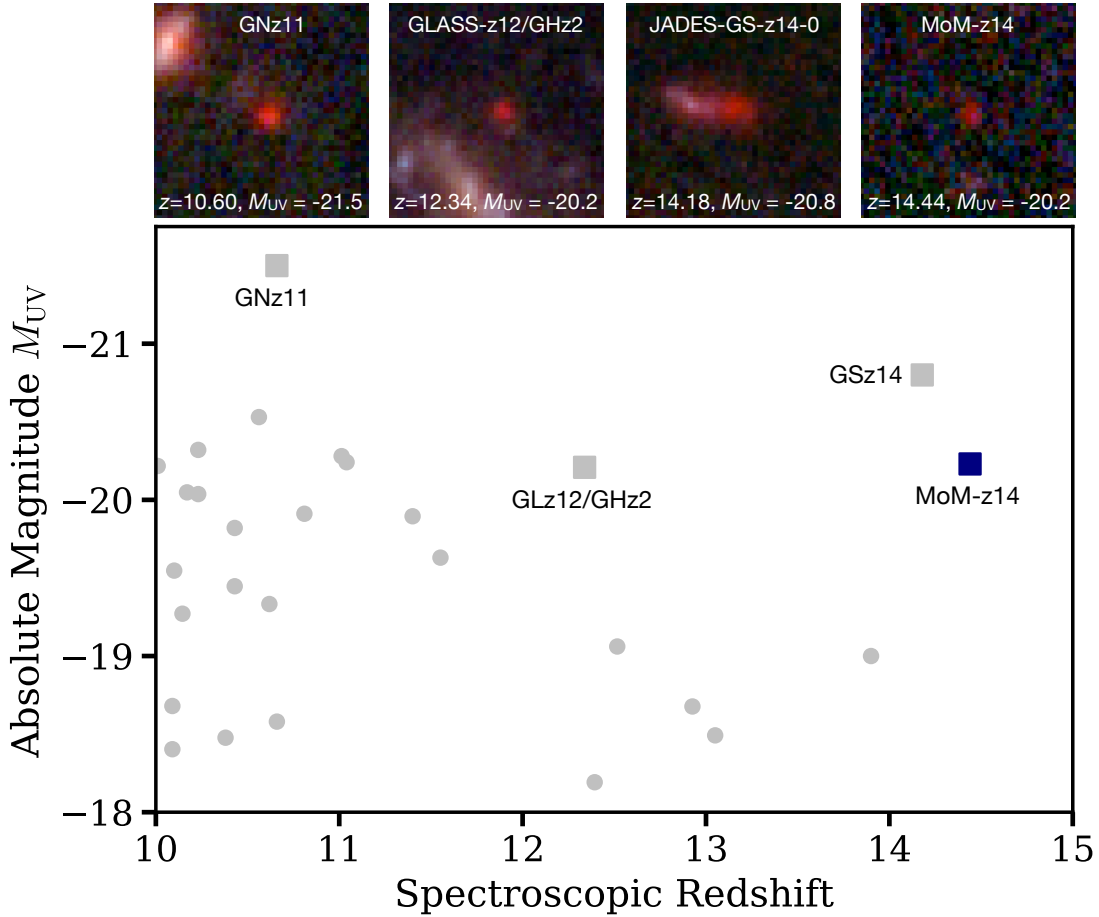 GNz11
GLASS-z12/GHz2
JADES-GS-z14-0
MoM-z14
z=10.60, MUV = -21.5
z=12.34, MUV = -20.2
z=14.18, MUV = -20.8
z=14.44, MUV = -20.2
Absolute Magnitude MUV
−21
−20
−19
−18
GNz11
GSz14
GLz12/GHz2
MoM-z14
10
11
12
13
14
15
Spectroscopic Redshift